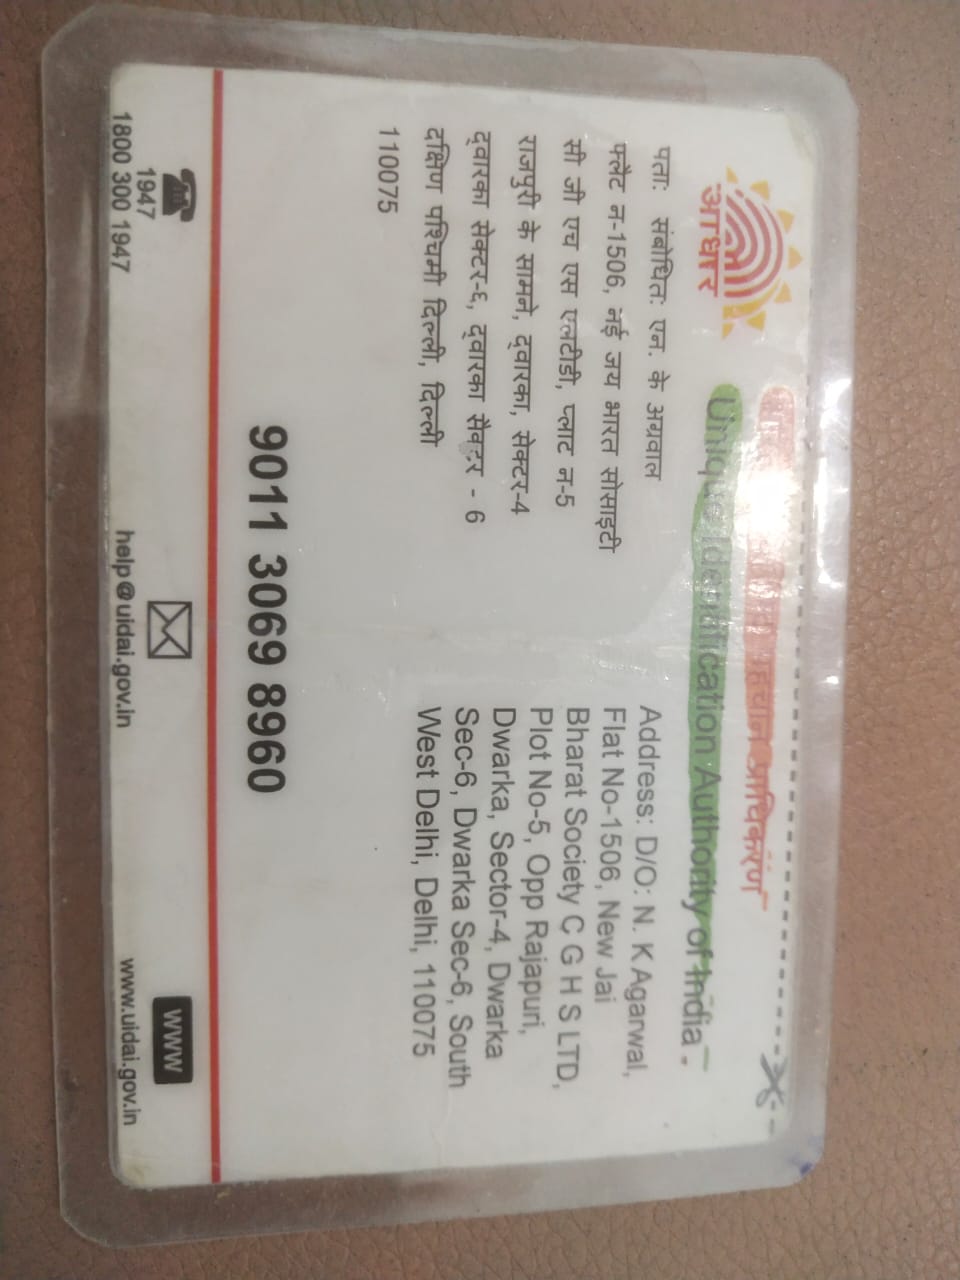 आधार
Unique Identification Authority of India
पता: संबोधित: एन. के अग्रवाल
फ्लैट न-1506, नई जय भारत सोसाइटी
सी जी एच एस एलटीडी, प्लाट न-5
राजपुरी के सामने, द्वारका, सेक्टर-4
द्वारका सेक्टर-६, द्वारका सैक्टर - 6
दक्षिण पश्चिमी दिल्ली, दिल्ली
110075
Address: D/O: N. K Agarwal,
Flat No-1506, New Jai
Bharat Society C G H S LTD,
Plot No-5, Opp Rajapuri,
Dwarka, Sector-4, Dwarka
Sec-6, Dwarka Sec-6, South
West Delhi, Delhi, 110075
9011 3069 8960
1947
1800 300 1947
help@uidai.gov.in
WWW
www.uidai.gov.in